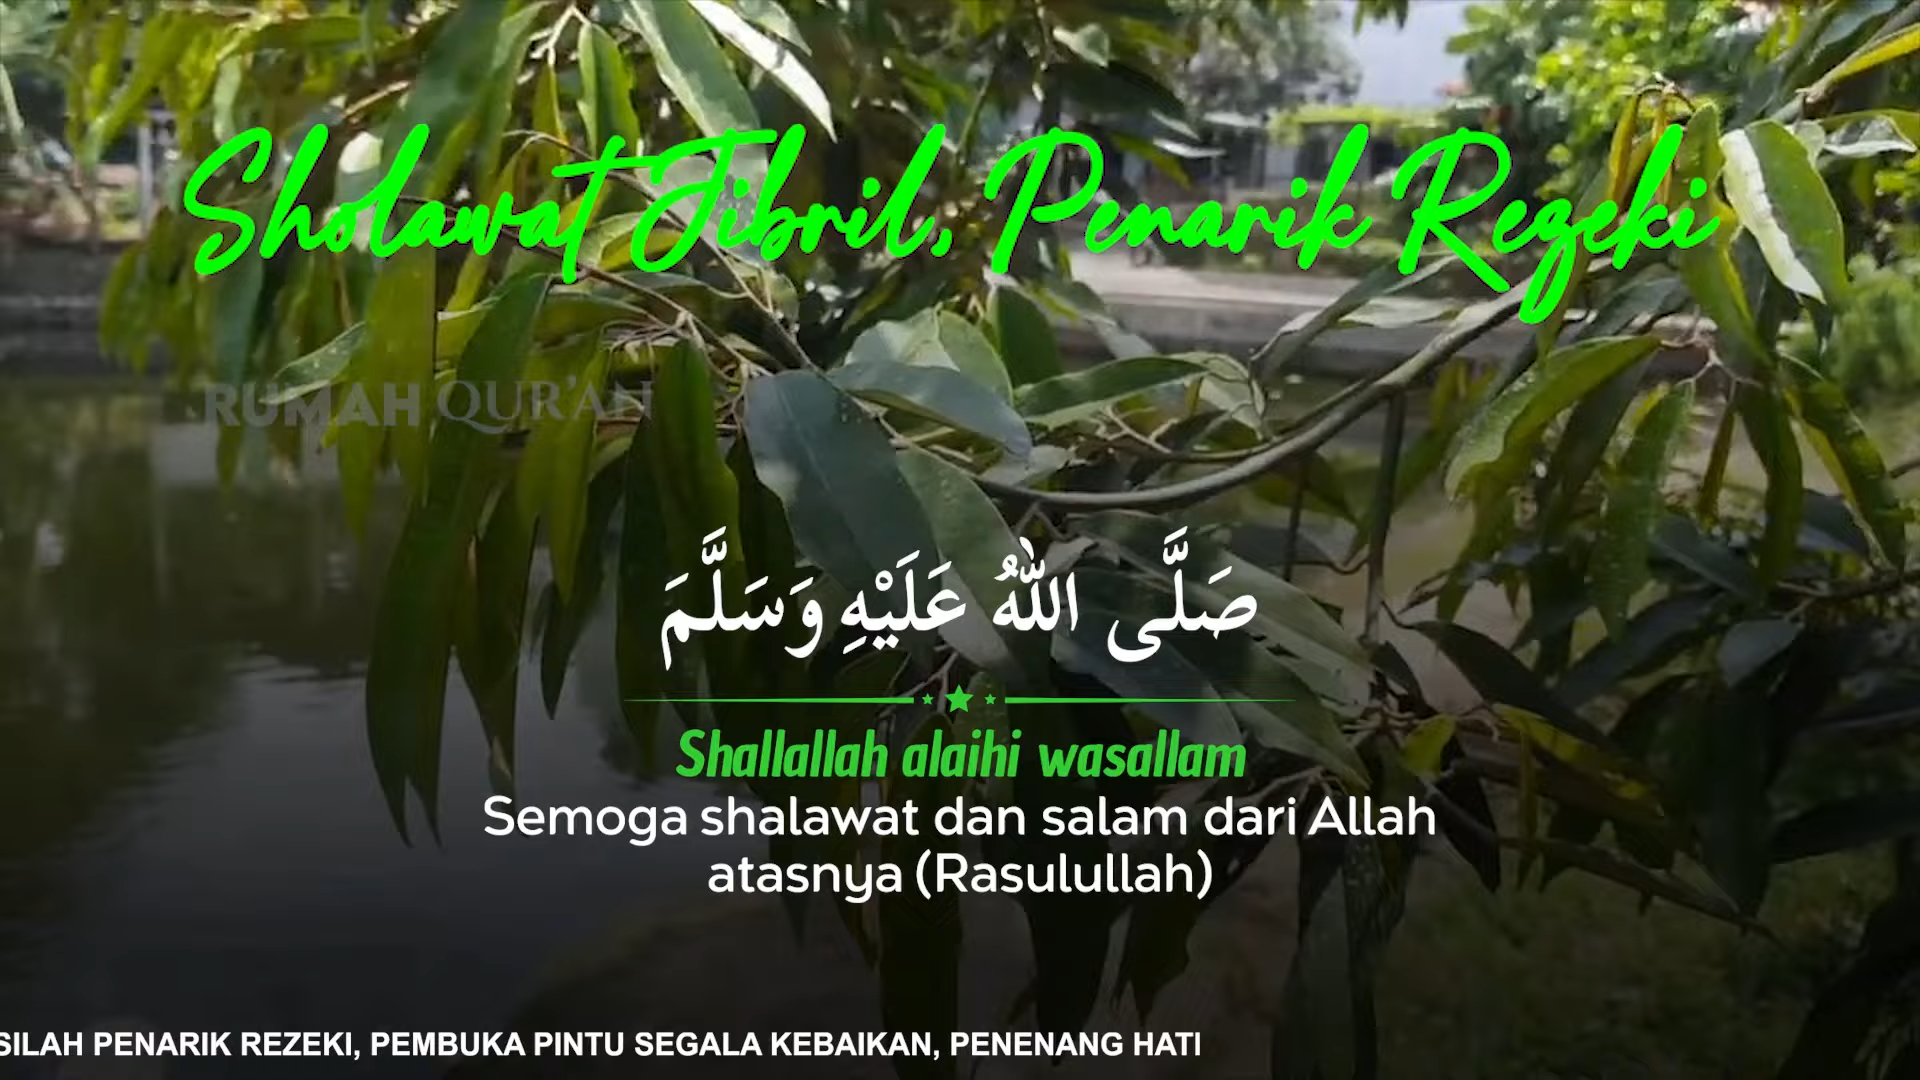 Sholawat Jibril, Penarik Rezeki
RUMAH QUR'AN
صَلَّى اللهُ عَلَيْهِ وَسَلَّمَ
Shallallah alaihi wasallam
Semoga shalawat dan salam dari Allah
atasnya (Rasulullah)
SILAH PENARIK REZEKI, PEMBUKA PINTU SEGALA KEBAIKAN, PENENANG HATI